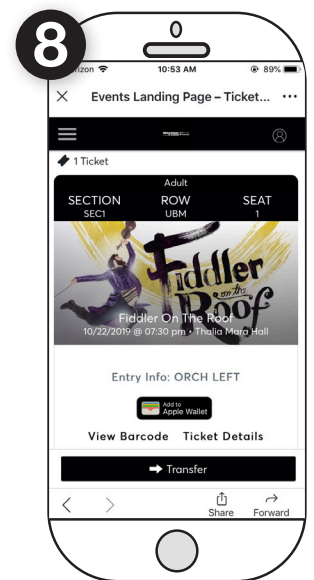 8
rizon 10:53 AM 89%
Events Landing Page – Ticket... •••
1 Ticket
Adult
SECTION ROW SEAT
SEC1 UBM 1
Fiddler
on the
Roof
Fiddler On The Roof
10/22/2019 @ 07:30 pm • Thalia Mara Hall
Entry Info: ORCH LEFT
Add to
Apple Wallet
View Barcode Ticket Details
Transfer
Share Forward